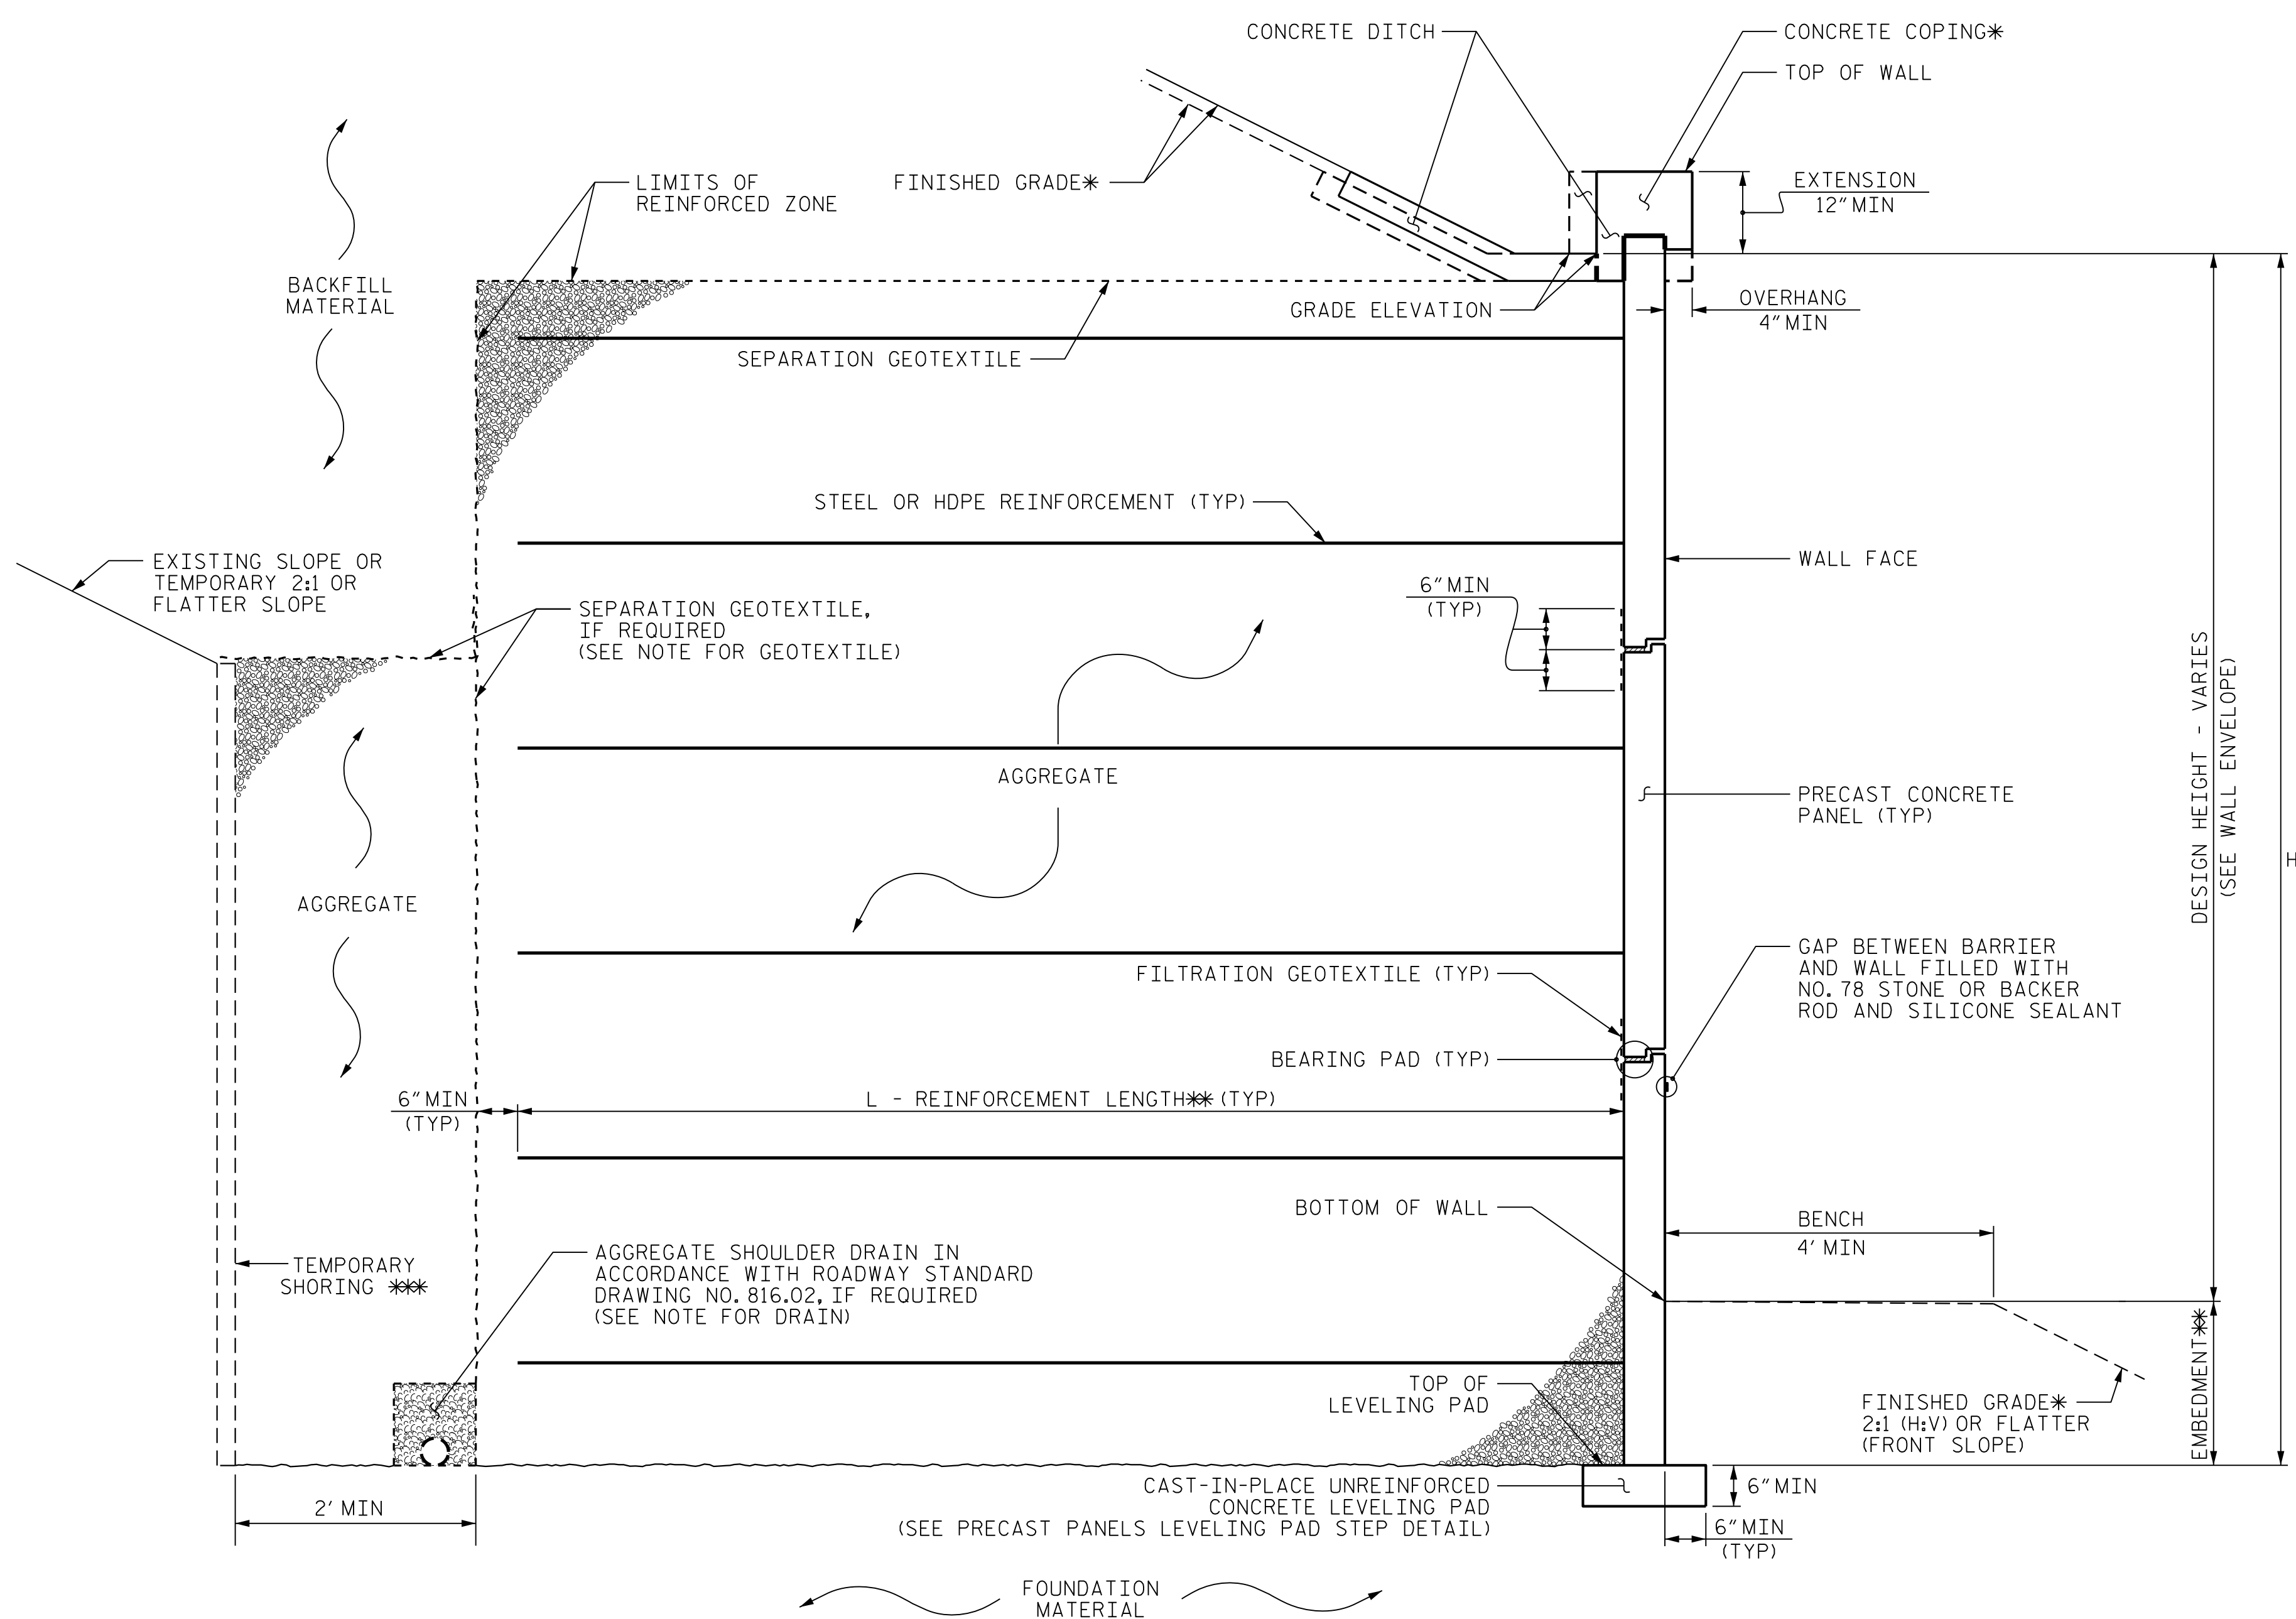 CONCRETE DITCH
CONCRETE COPING*
TOP OF WALL
LIMITS OF
REINFORCED ZONE
FINISHED GRADE*
EXTENSION
12" MIN
BACKFILL
MATERIAL
GRADE ELEVATION
OVERHANG
4" MIN
SEPARATION GEOTEXTILE
STEEL OR HDPE REINFORCEMENT (TYP)
EXISTING SLOPE OR
TEMPORARY 2:1 OR
FLATTER SLOPE
WALL FACE
6" MIN
(TYP)
SEPARATION GEOTEXTILE,
IF REQUIRED
(SEE NOTE FOR GEOTEXTILE)
DESIGN HEIGHT - VARIES
(SEE WALL ENVELOPE)
H
AGGREGATE
PRECAST CONCRETE
PANEL (TYP)
AGGREGATE
GAP BETWEEN BARRIER
AND WALL FILLED WITH
NO. 78 STONE OR BACKER
ROD AND SILICONE SEALANT
FILTRATION GEOTEXTILE (TYP)
BEARING PAD (TYP)
6" MIN
(TYP)
L - REINFORCEMENT LENGTH** (TYP)
BOTTOM OF WALL
BENCH
4' MIN
TEMPORARY
SHORING ***
AGGREGATE SHOULDER DRAIN IN
ACCORDANCE WITH ROADWAY STANDARD
DRAWING NO. 816.02, IF REQUIRED
(SEE NOTE FOR DRAIN)
EMBEDMENT**
TOP OF
LEVELING PAD
FINISHED GRADE*
2:1 (H:V) OR FLATTER
(FRONT SLOPE)
CAST-IN-PLACE UNREINFORCED
CONCRETE LEVELING PAD
(SEE PRECAST PANELS LEVELING PAD STEP DETAIL)
6" MIN
2' MIN
6" MIN
(TYP)
FOUNDATION
MATERIAL